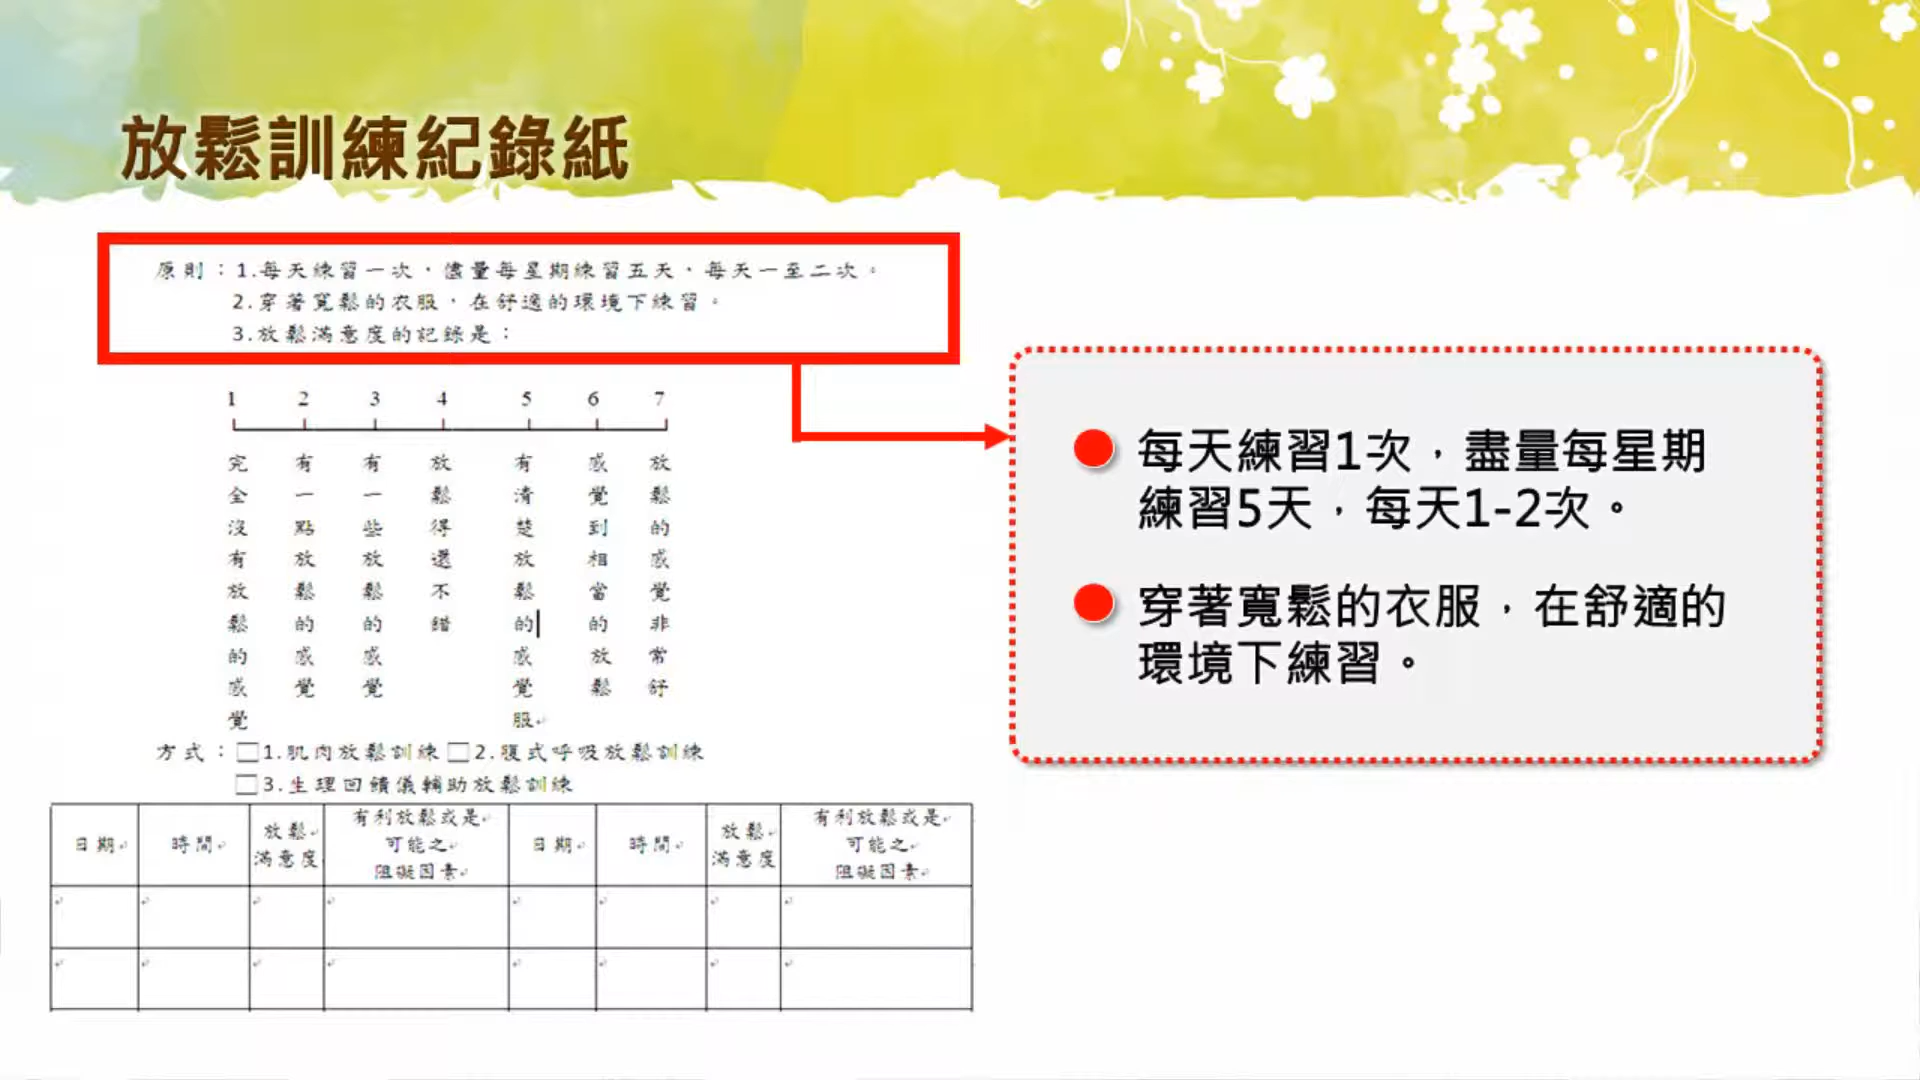 放鬆訓練紀錄紙
原則：1.每天練習一次，儘量每星期練習五天，每天一至二次。
2.穿著寬鬆的衣服，在舒適的環境下練習。
3.放鬆滿意度的記錄是：
1 2 3 4 5 6 7
完全沒有放鬆的感覺
有一點放鬆的感覺
有一些放鬆的感覺
放鬆得還不錯
有清楚放鬆的感覺
感覺到相當的放鬆
放鬆的感覺非常舒
服
方式：□1.肌肉放鬆訓練□2.腹式呼吸放鬆訓練
□3.生理回饋儀輔助放鬆訓練
日期 時間 放鬆滿意度 有利放鬆或是可能之阻礙因素 日期 時間 放鬆滿意度 有利放鬆或是可能之阻礙因素
每天練習1次，盡量每星期
練習5天，每天1-2次。
穿著寬鬆的衣服，在舒適的
環境下練習。